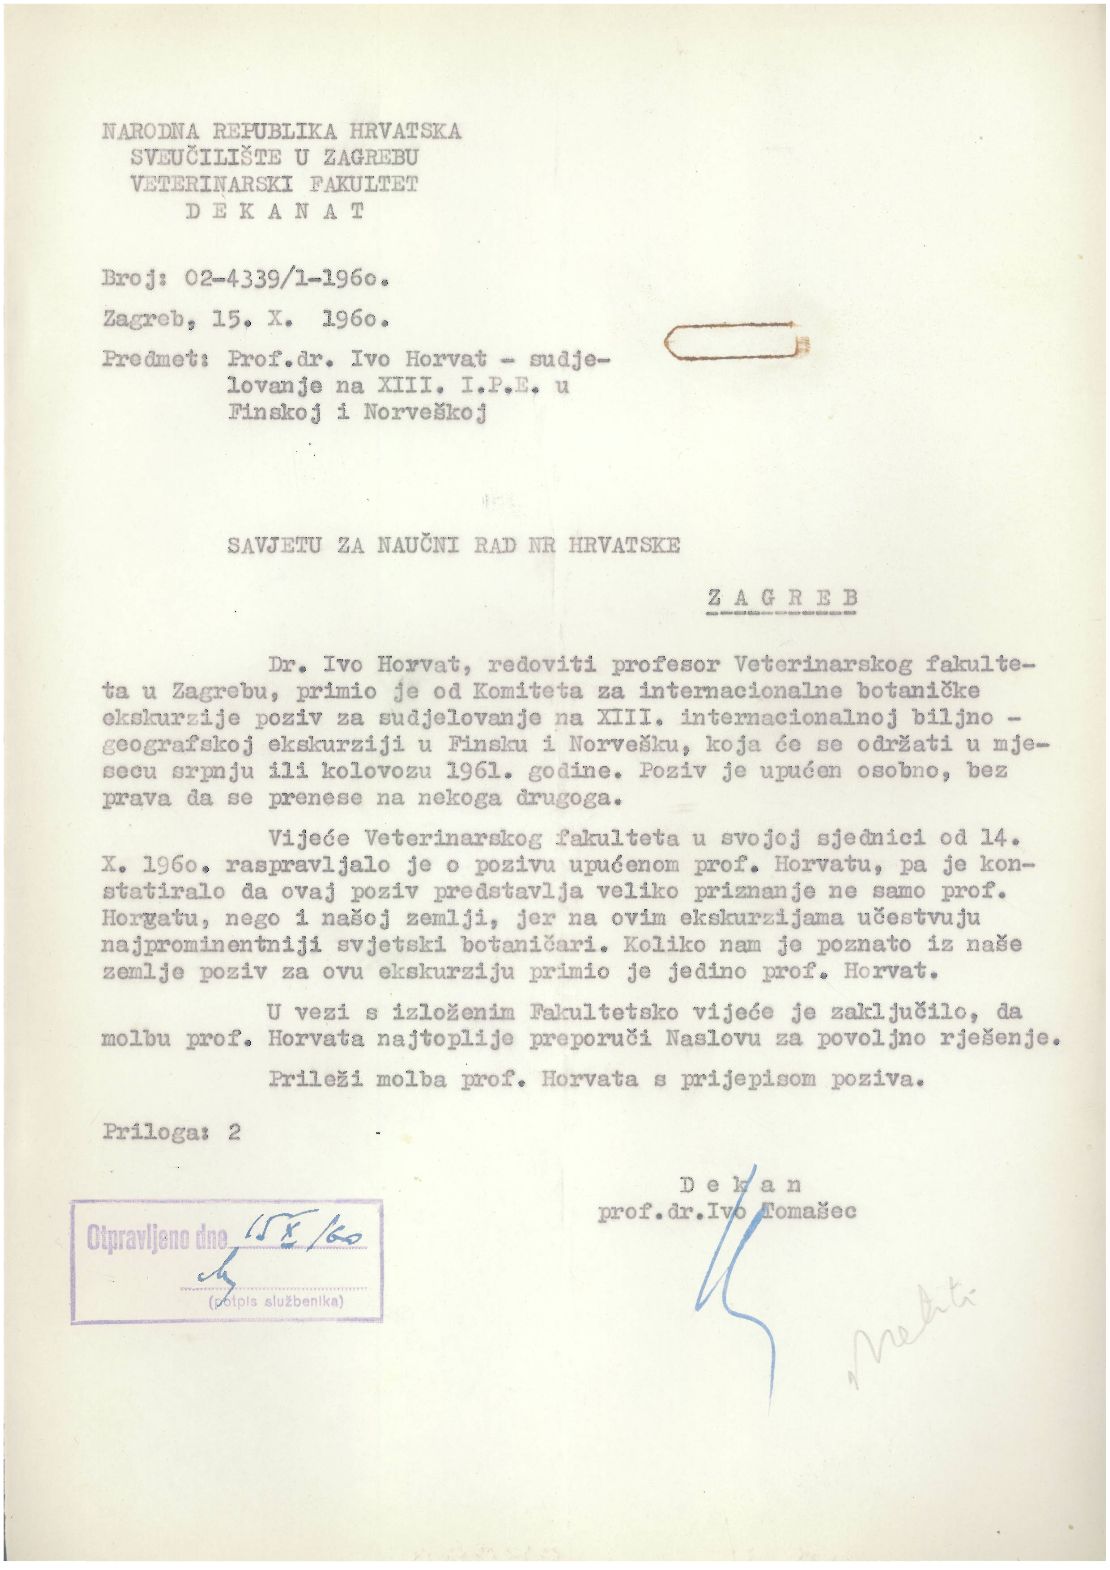 NARODNA REPUBLIKA HRVATSKA
SVEUČILIŠTE U ZAGREBU
VETERINARSKI FAKULTET
D E K A N A T
Broj: 02-4339/1-196o.
Zagreb, 15. X. 196o.
Predmet: Prof.dr. Ivo Horvat - sudje-
lovanje na XIII. I.P.E. u
Finskoj i Norveškoj
SAVJETU ZA NAUČNI RAD NR HRVATSKE
Z A G R E B
Dr. Ivo Horvat, redoviti profesor Veterinarskog fakulte-
ta u Zagrebu, primio je od Komiteta za internacionalne botaničke
ekskurzije poziv za sudjelovanje na XIII. internacionalnoj biljno -
geografskoj ekskurziji u Finsku i Norvešku, koja će se održati u mje-
secu srpnju ili kolovozu 1961. godine. Poziv je upućen osobno, bez
prava da se prenese na nekoga drugoga.
Vijeće Veterinarskog fakulteta u svojoj sjednici od 14.
X. 196o. raspravljalo je o pozivu upućenom prof. Horvatu, pa je kon-
statiralo da ovaj poziv predstavlja veliko priznanje ne samo prof.
Horvatu, nego i našoj zemlji, jer na ovim ekskurzijama učestvuju
najprominentniji svjetski botaničari. Koliko nam je poznato iz naše
zemlje poziv za ovu ekskurziju primio je jedino prof. Horvat.
U vezi s izloženim Fakultetsko vijeće je zaključilo, da
molbu prof. Horvata najtoplije preporuči Naslovu za povoljno rješenje.
Prileži molba prof. Horvata s prijepisom poziva.
Priloga: 2
D e k a n
prof.dr.Ivo Tomašec
Otpravljeno dne 15 X /60
(potpis službenika)